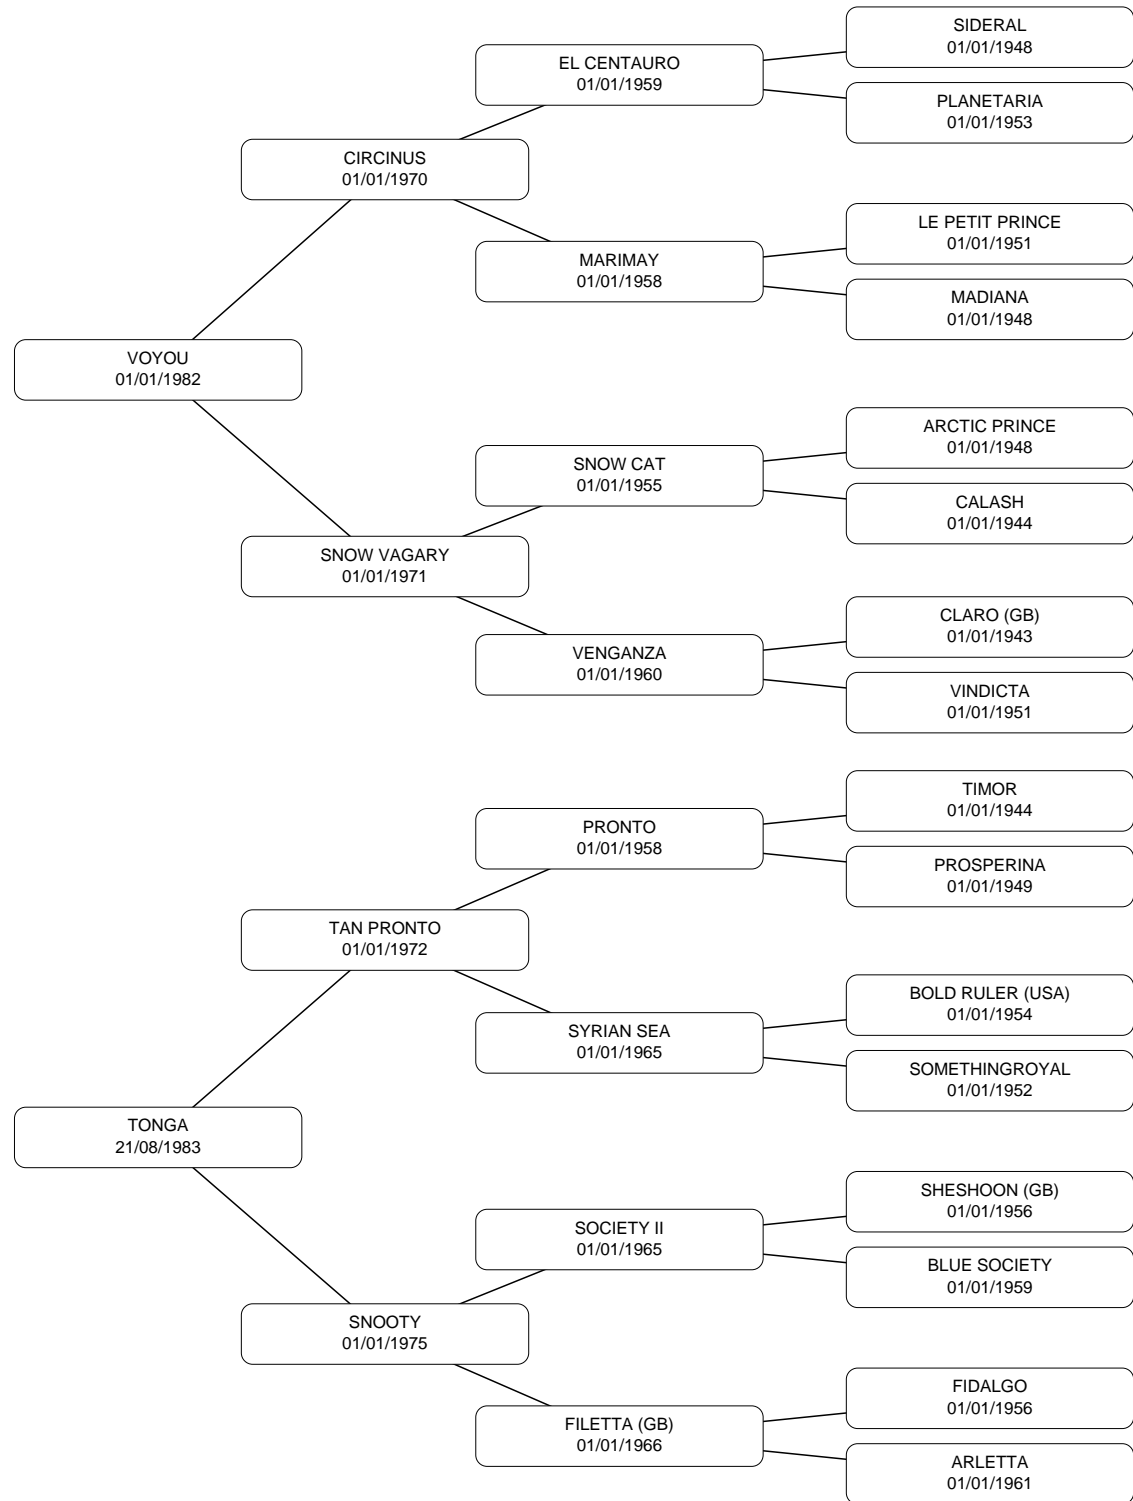 SIDERAL
01/01/1948
EL CENTAURO
01/01/1959
PLANETARIA
01/01/1953
CIRCINUS
01/01/1970
LE PETIT PRINCE
01/01/1951
MARIMAY
01/01/1958
MADIANA
01/01/1948
VOYOU
01/01/1982
ARCTIC PRINCE
01/01/1948
SNOW CAT
01/01/1955
CALASH
01/01/1944
SNOW VAGARY
01/01/1971
CLARO (GB)
01/01/1943
VENGANZA
01/01/1960
VINDICTA
01/01/1951
TIMOR
01/01/1944
PRONTO
01/01/1958
PROSPERINA
01/01/1949
TAN PRONTO
01/01/1972
BOLD RULER (USA)
01/01/1954
SYRIAN SEA
01/01/1965
SOMETHINGROYAL
01/01/1952
TONGA
21/08/1983
SHESHOON (GB)
01/01/1956
SOCIETY II
01/01/1965
BLUE SOCIETY
01/01/1959
SNOOTY
01/01/1975
FIDALGO
01/01/1956
FILETTA (GB)
01/01/1966
ARLETTA
01/01/1961